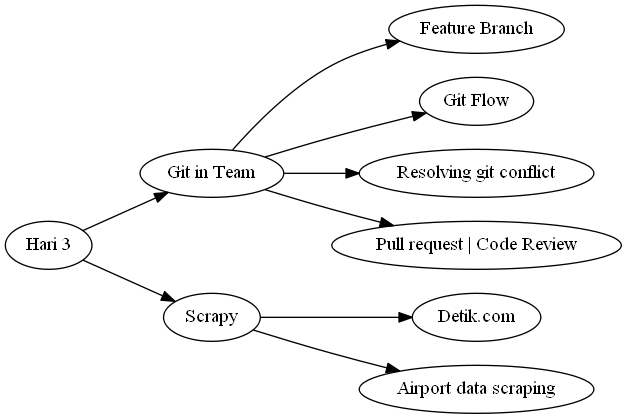 Feature Branch
Git Flow
Git in Team
Resolving git conflict
Hari 3
Pull request | Code Review
Scrapy
Detik.com
Airport data scraping